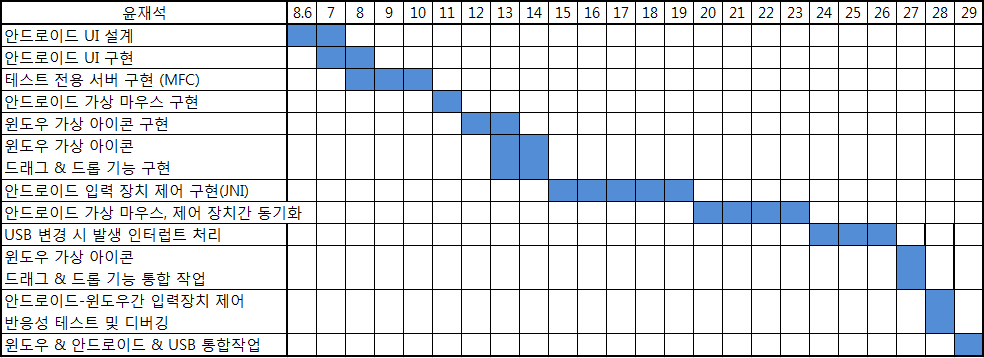 윤재석 8.6 7 8 9 10 11 12 13 14 15 16 17 18 19 20 21 22 23 24 25 26 27 28 29
안드로이드 UI 설계
안드로이드 UI 구현
테스트 전용 서버 구현 (MFC)
안드로이드 가상 마우스 구현
윈도우 가상 아이콘 구현
윈도우 가상 아이콘
드래그 & 드롭 기능 구현
안드로이드 입력 장치 제어 구현(JNI)
안드로이드 가상 마우스, 제어 장치간 동기화
USB 변경 시 발생 인터럽트 처리
윈도우 가상 아이콘
드래그 & 드롭 기능 통합 작업
안드로이드-윈도우간 입력장치 제어
반응성 테스트 및 디버깅
윈도우 & 안드로이드 & USB 통합작업